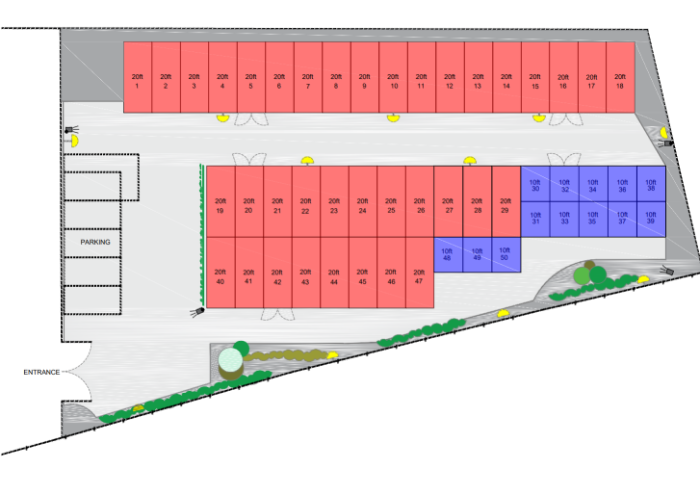 20ft 20ft 20ft 20ft 20ft 20ft 20ft 20ft 20ft 20ft 20ft 20ft 20ft 20ft 20ft 20ft 20ft 20ft
1 2 3 4 5 6 7 8 9 10 11 12 13 14 15 16 17 18
10ft 10ft 10ft 10ft 10ft
30 32 34 36 38
20ft 20ft 20ft 20ft 20ft 20ft 20ft 20ft 20ft 20ft 20ft
19 20 21 22 23 24 25 26 27 28 29
10ft 10ft 10ft 10ft 10ft
31 33 35 37 39
PARKING
10ft 10ft 10ft
48 49 50
20ft 20ft 20ft 20ft 20ft 20ft 20ft 20ft
40 41 42 43 44 45 46 47
ENTRANCE